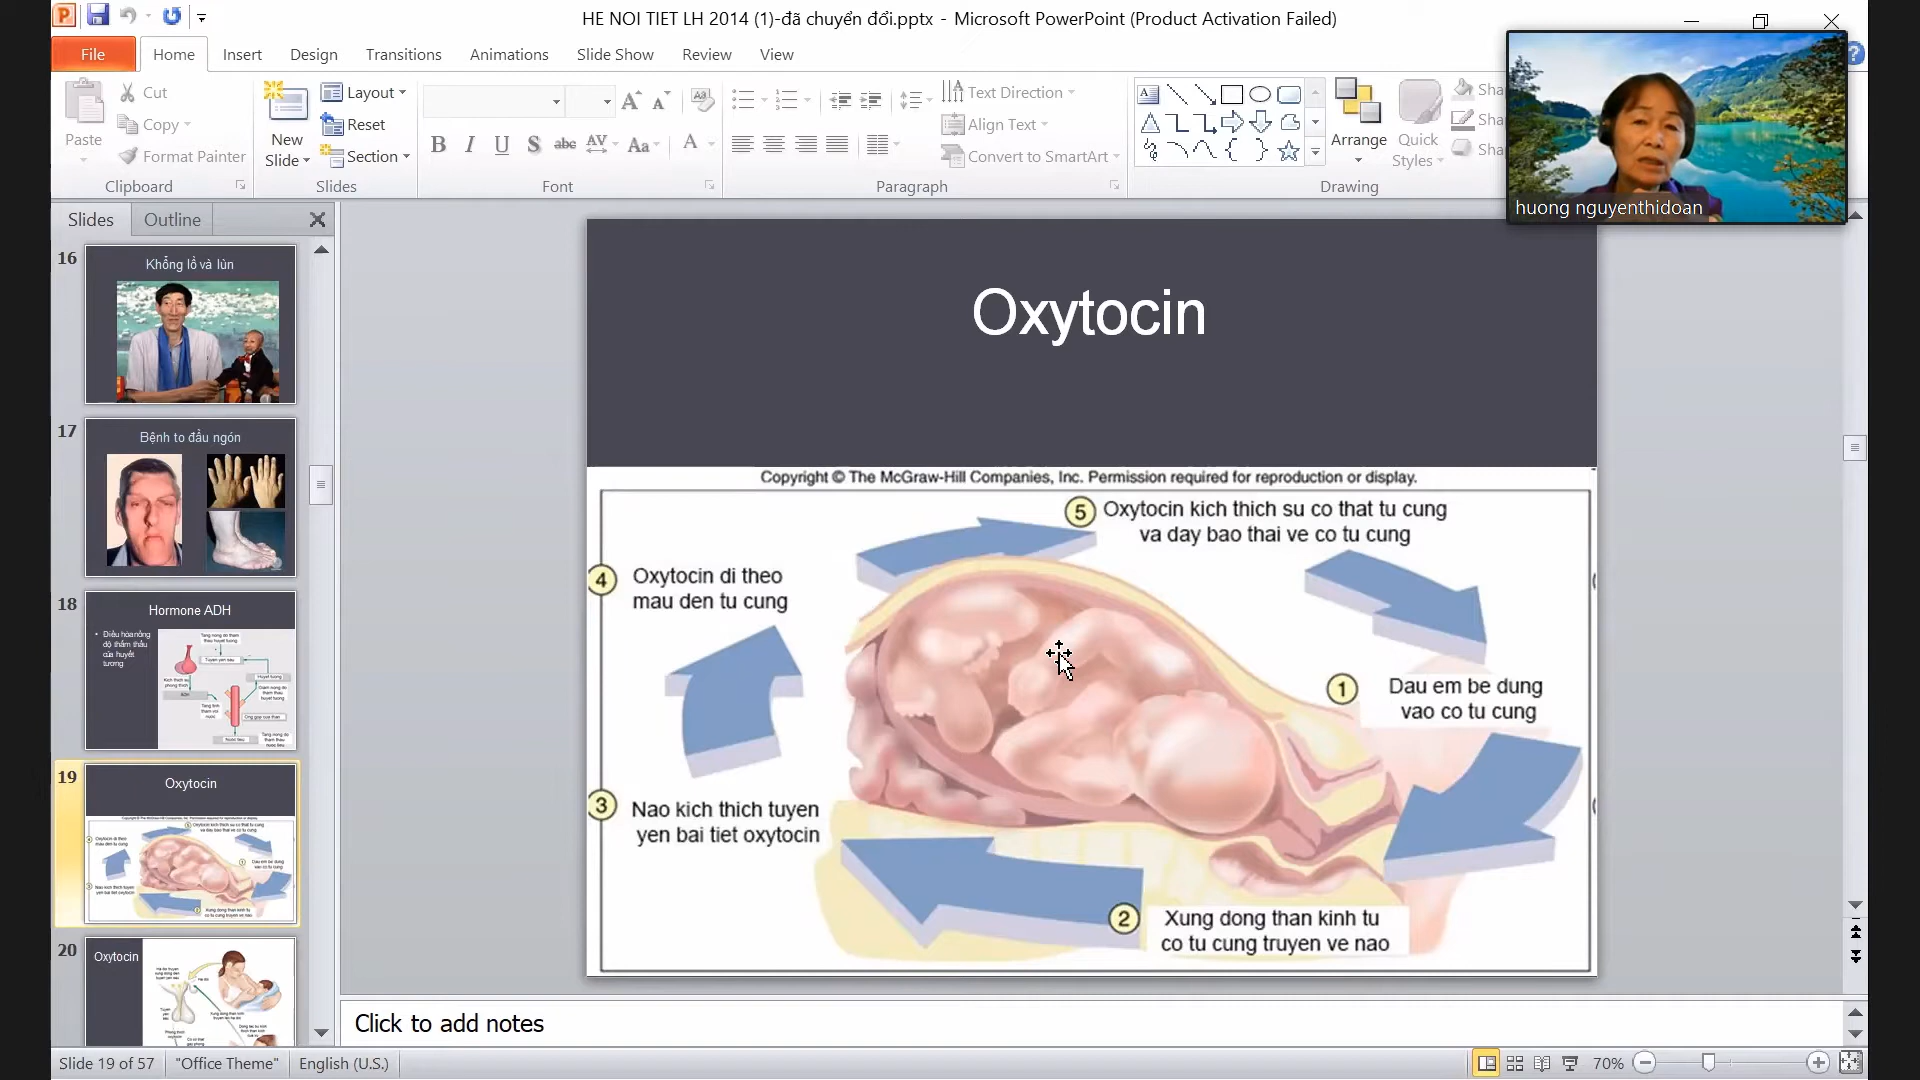 HE NOI TIET LH 2014 (1)-đã chuyển đổi.pptx - Microsoft PowerPoint (Product Activation Failed)
File Home Insert Design Transitions Animations Slide Show Review View
Paste
Cut
Copy
Format Painter
Clipboard
New Slide
Layout
Reset
Section
Slides
B I U S abc AV Aa A
Font
Text Direction
Align Text
Convert to SmartArt
Paragraph
Arrange
Quick Styles
Sha
Sha
Sha
Drawing
huong nguyenthidoan
Slides Outline
16
Khổng lồ và lùn
17
Bệnh to đầu ngón
18
Hormone ADH
19
Oxytocin
20
Oxytocin
Oxytocin
Copyright © The McGraw-Hill Companies, Inc. Permission required for reproduction or display.
5 Oxytocin kich thich su co that tu cung
va day bao thai ve co tu cung
4 Oxytocin di theo
mau den tu cung
1 Dau em be dung
vao co tu cung
3 Nao kich thich tuyen
yen bai tiet oxytocin
2 Xung dong than kinh tu
co tu cung truyen ve nao
Click to add notes
Slide 19 of 57 "Office Theme" English (U.S.) 70%